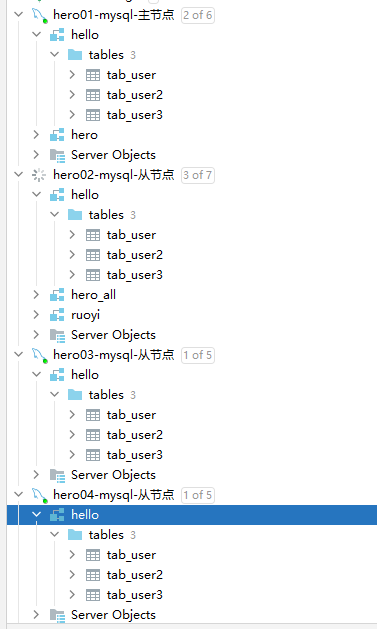 hero01-mysql-主节点 2 of 6
hello
tables 3
tab_user
tab_user2
tab_user3
hero
Server Objects
hero02-mysql-从节点 3 of 7
hello
tables 3
tab_user
tab_user2
tab_user3
hero_all
ruoyi
Server Objects
hero03-mysql-从节点 1 of 5
hello
tables 3
tab_user
tab_user2
tab_user3
Server Objects
hero04-mysql-从节点 1 of 5
hello
tables 3
tab_user
tab_user2
tab_user3
Server Objects